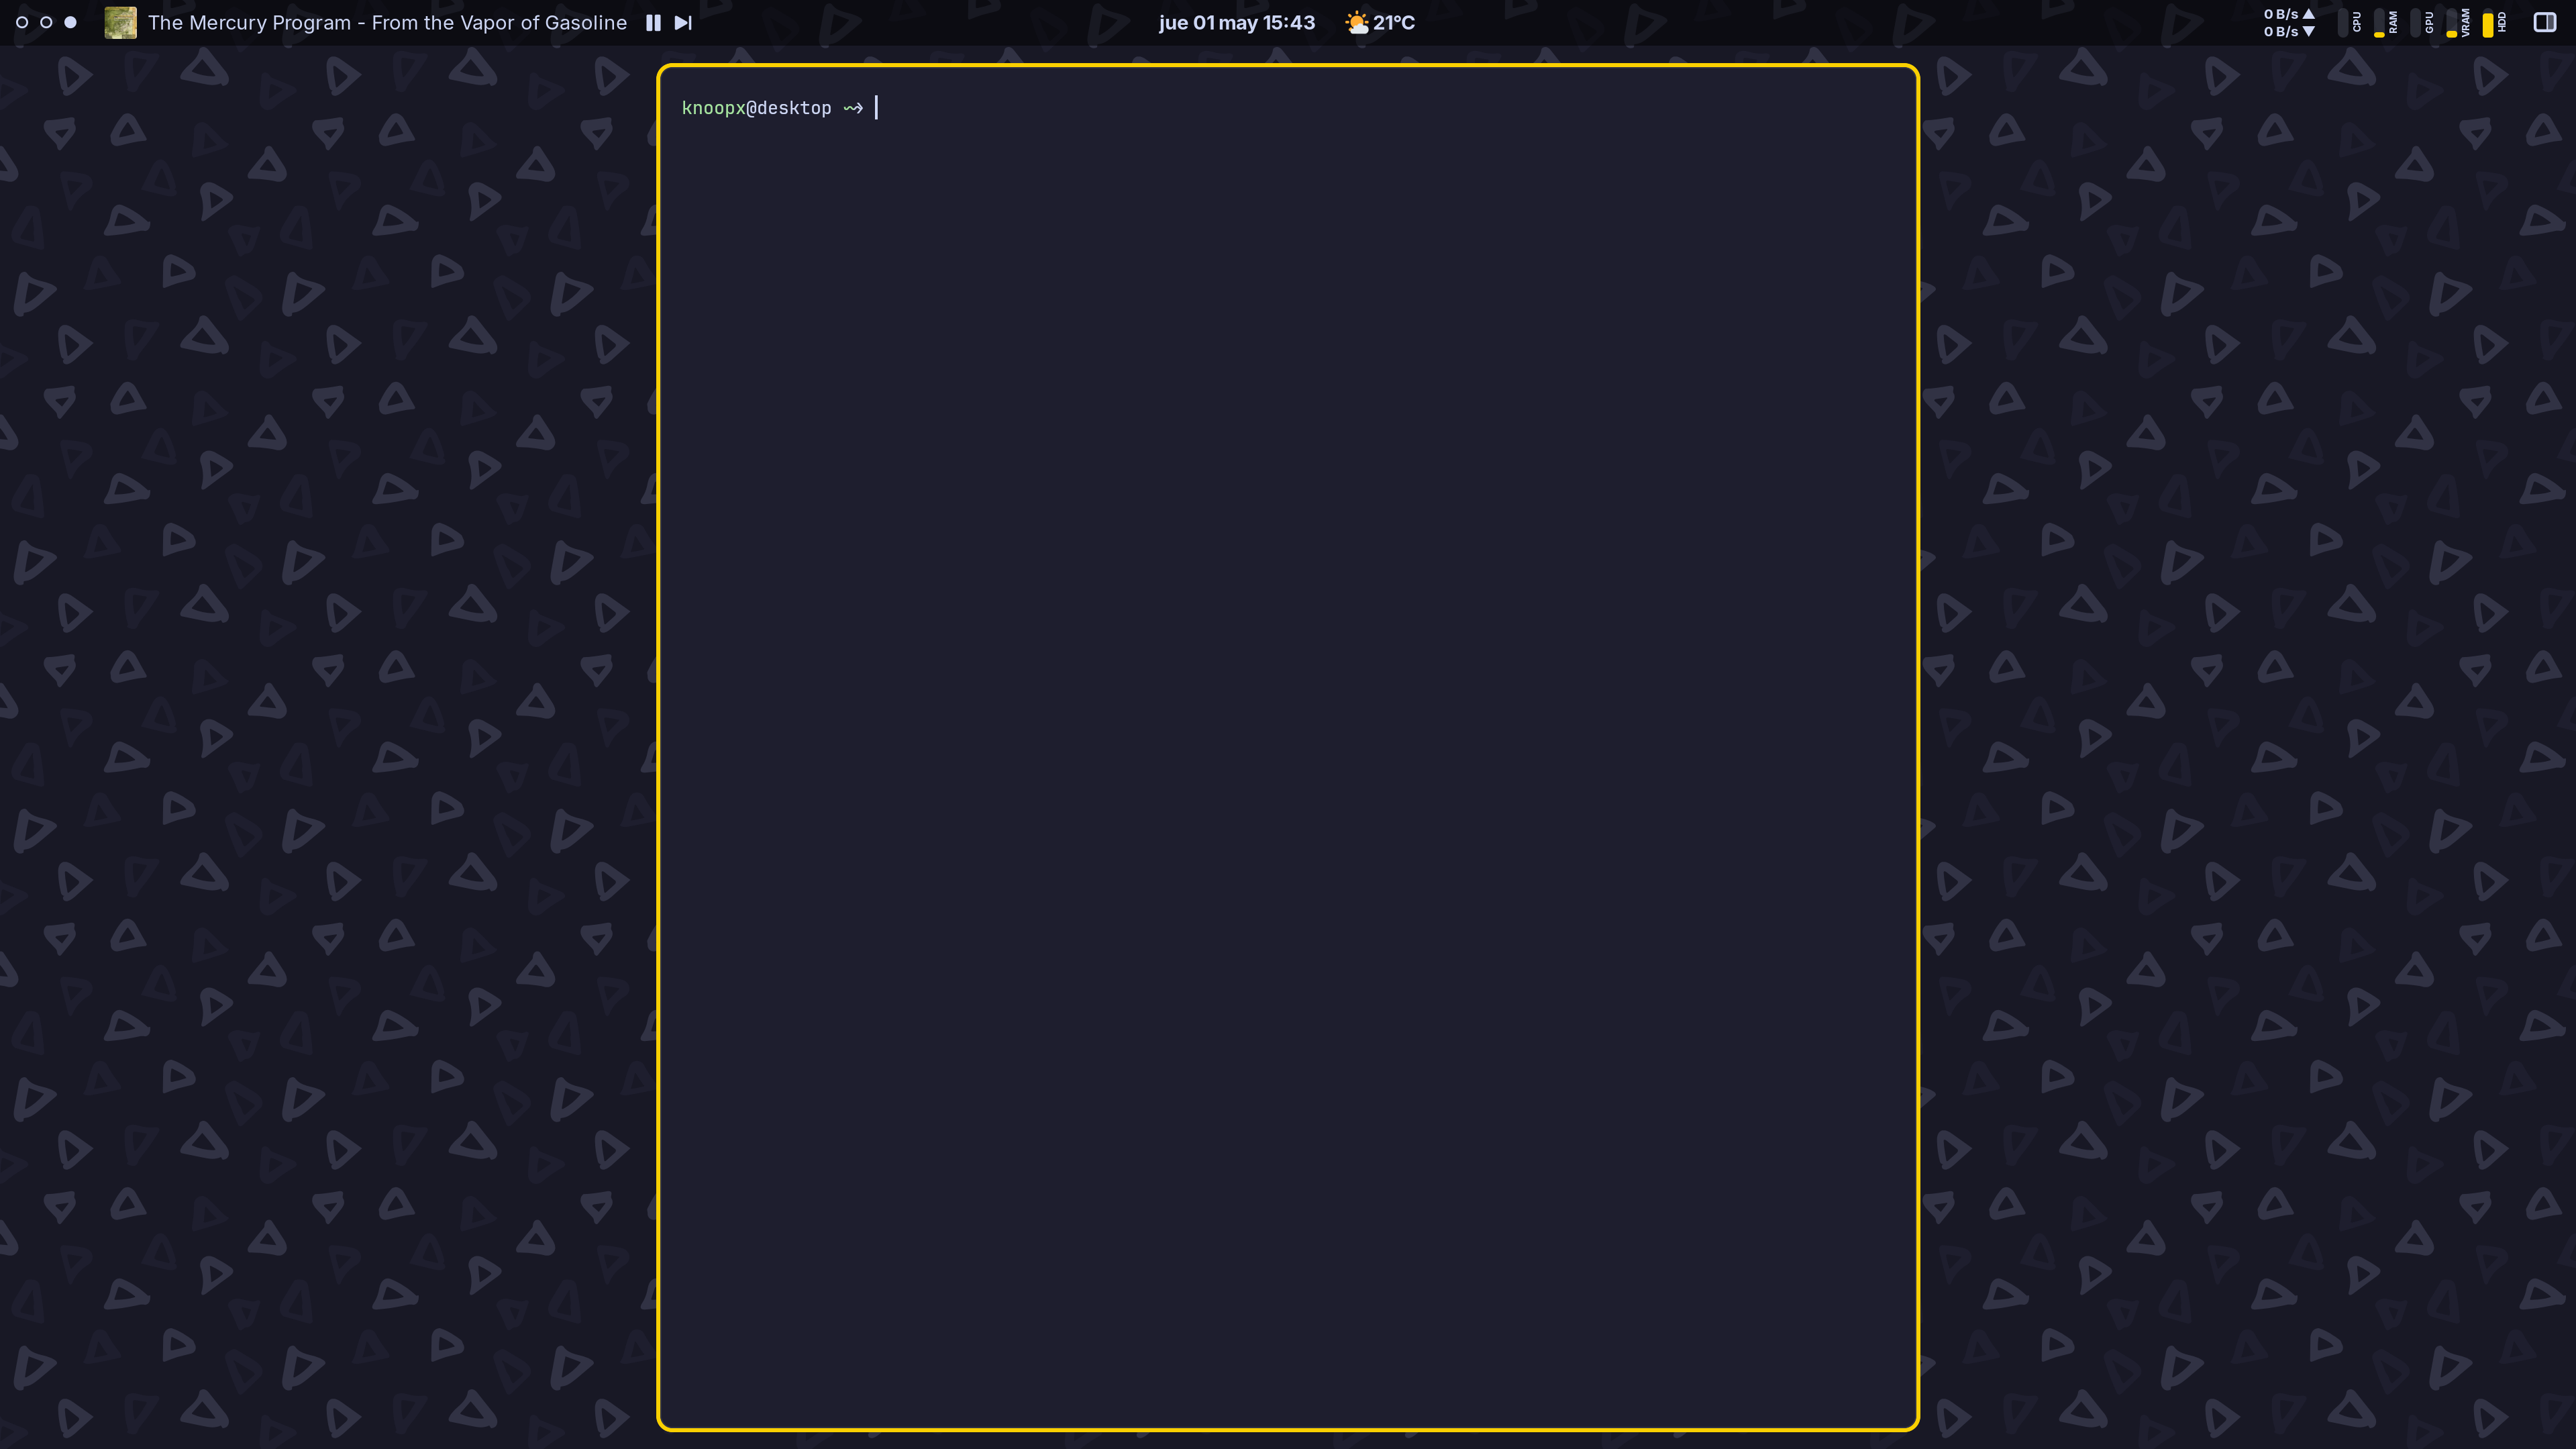 The Mercury Program - From the Vapor of Gasoline
jue 01 may 15:43
21°C
0 B/s ▲
0 B/s ▼
CPU
RAM
GPU
VRAM
HDD
knoopx@desktop ⇝